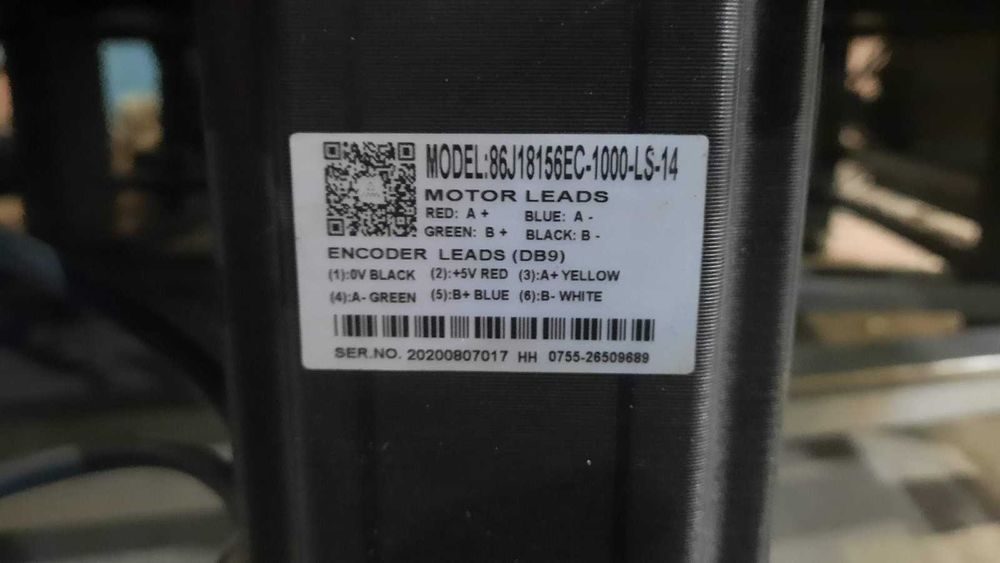 MODEL:86J18156EC-1000-LS-14
MOTOR LEADS
RED: A + BLUE: A -
GREEN: B + BLACK: B -
ENCODER LEADS (DB9)
(1):0V BLACK (2):+5V RED (3):A+ YELLOW
(4):A- GREEN (5):B+ BLUE (6):B- WHITE
SER.NO. 20200807017 HH 0755-26509689